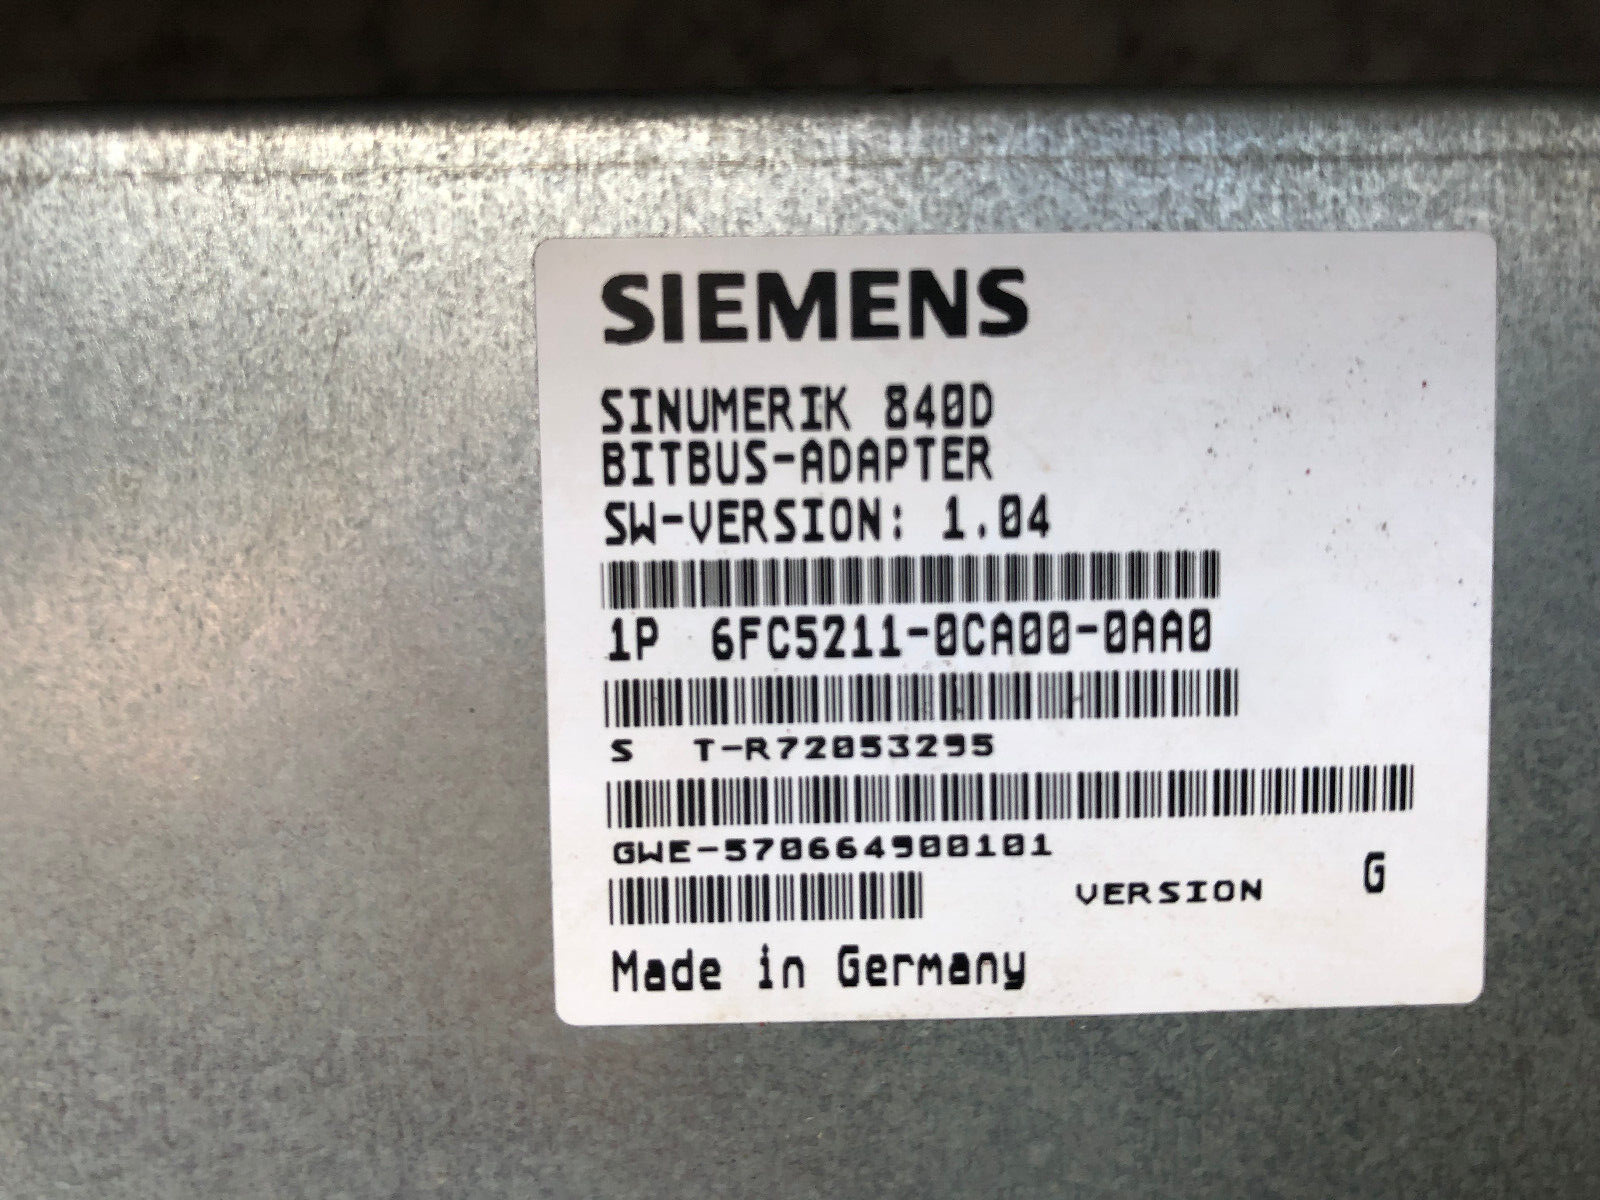 SIEMENS
SINUMERIK 840D
BITBUS-ADAPTER
SW-VERSION: 1.04
1P 6FC5211-0CA00-0AA0
S T-R72053295
GWE-570664900101
VERSION G
Made in Germany